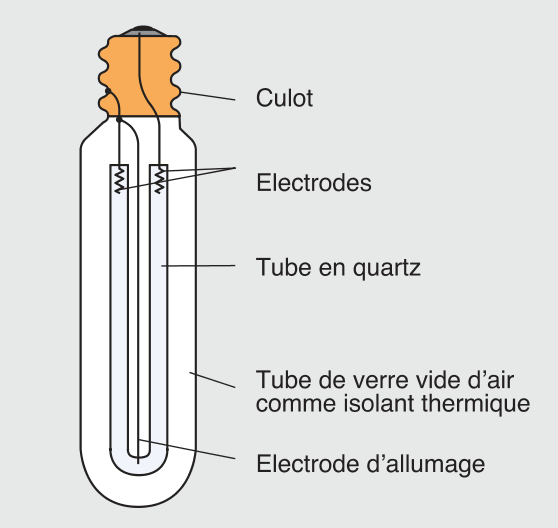 Culot
Electrodes
Tube en quartz
Tube de verre vide d’air
comme isolant thermique
Electrode d’allumage